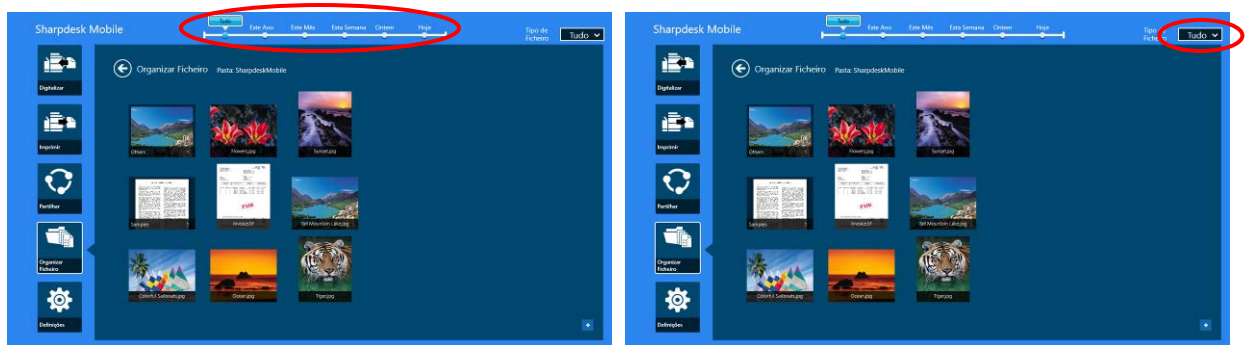 Sharpdesk Mobile
Tudo
Este Ano
Este Mês
Esta Semana
Ontem
Hoje
Tipo de
Ficheiro
Tudo
Digitalizar
Imprimir
Partilhar
Organizar
Ficheiro
Definições
Organizar Ficheiro Pasta: SharpdeskMobile
Others
Flowers.jpg
Sunset.jpg
Samples
Invoice.tif
Tall Mountain Lake.jpg
Colorful Sailboats.jpg
Ocean.jpg
Tiger.jpg
Sharpdesk Mobile
Tudo
Este Ano
Este Mês
Esta Semana
Ontem
Hoje
Tipo de
Ficheiro
Tudo
Digitalizar
Imprimir
Partilhar
Organizar
Ficheiro
Definições
Organizar Ficheiro Pasta: SharpdeskMobile
Others
Flowers.jpg
Sunset.jpg
Samples
Invoice.tif
Tall Mountain Lake.jpg
Colorful Sailboats.jpg
Ocean.jpg
Tiger.jpg